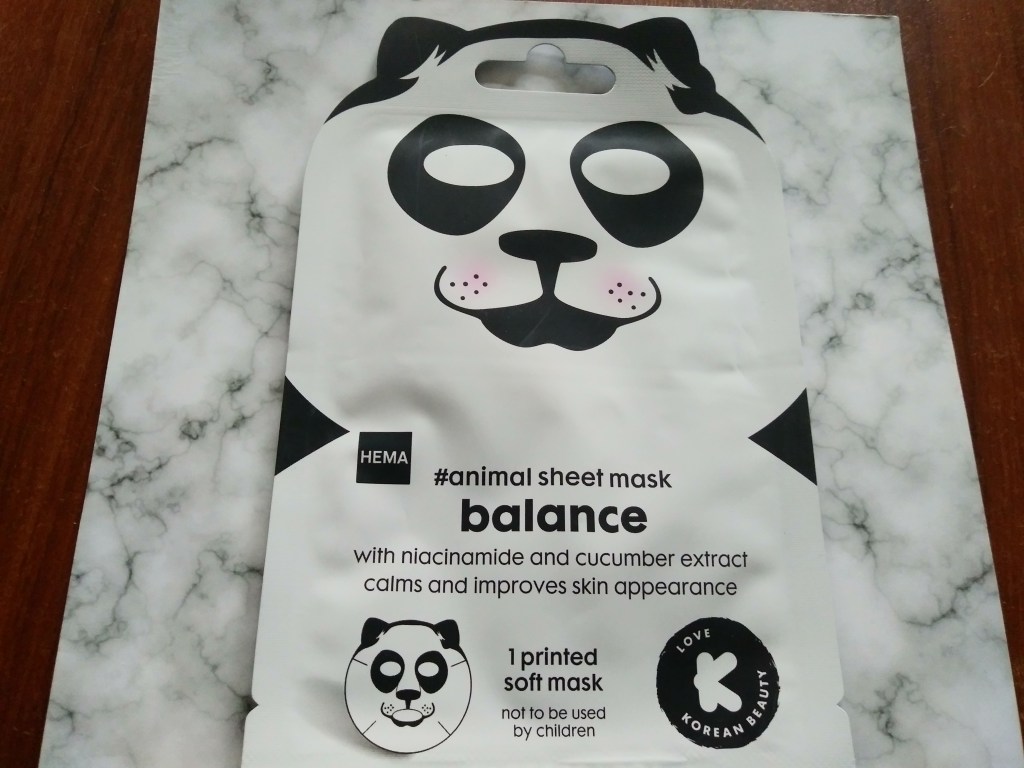 HEMA
#animal sheet mask
balance
with niacinamide and cucumber extract
calms and improves skin appearance
1 printed
soft mask
not to be used
by children
LOVE
K
KOREAN BEAUTY